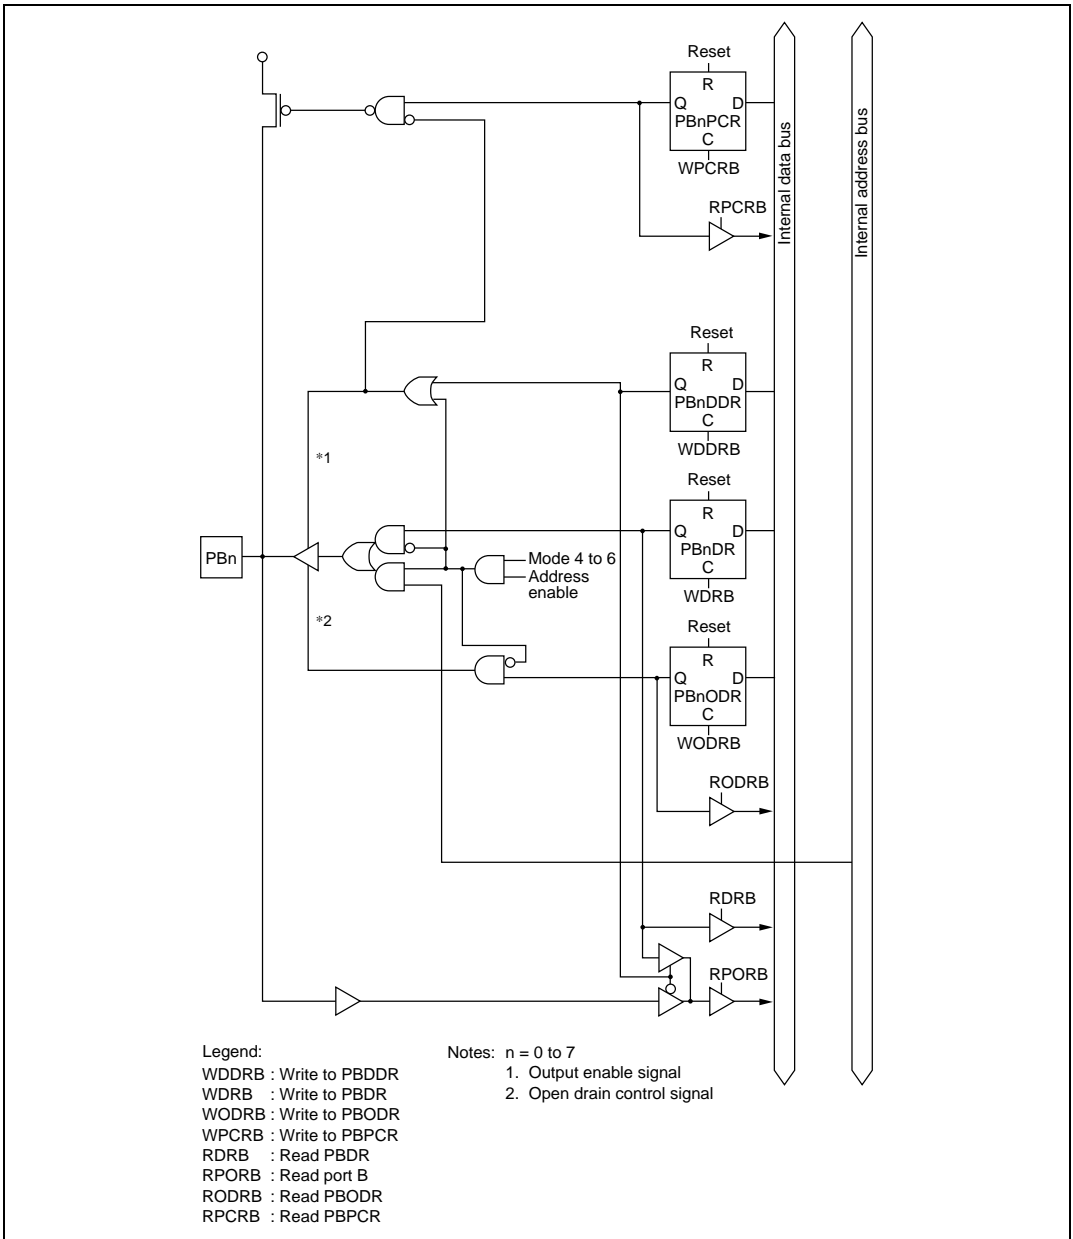 Reset
R
Q D
PBnPCR
C
WPCRB
RPCRB
Internal data bus
Internal address bus
Reset
R
Q D
PBnDDR
C
WDDRB
*1
Reset
R
Q D
PBnDR
C
WDRB
PBn
Mode 4 to 6
Address
enable
*2
Reset
R
Q D
PBnODR
C
WODRB
RODRB
RDRB
RPORB
Legend:
WDDRB : Write to PBDDR
WDRB : Write to PBDR
WODRB : Write to PBODR
WPCRB : Write to PBPCR
RDRB : Read PBDR
RPORB : Read port B
RODRB : Read PBODR
RPCRB : Read PBPCR
Notes: n = 0 to 7
1. Output enable signal
2. Open drain control signal